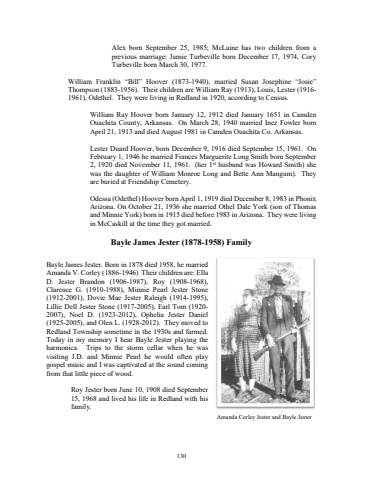 Alex born September 25, 1985; McLaine has two children from a
previous marriage: Jamie Turbeville born December 17, 1974, Cory
Turbeville born March 30, 1977.
William Franklin “Bill” Hoover (1873-1940), married Susan Josephine “Josie”
Thompson (1883-1956). Their children are William Ray (1913), Louis, Lester (1916-
1961), Odethel. They were living in Redland in 1920, according to Census.
William Ray Hoover born January 12, 1912 died January 1651 in Camden
Ouachita County, Arkansas. On March 28, 1940 married Inez Fowler born
April 21, 1913 and died August 1981 in Camden Ouachita Co. Arkansas.
Lester Duard Hoover, born December 9, 1916 died September 15, 1961. On
February 1, 1946 he married Frances Marguerite Long Smith born September
2, 1920 died November 11, 1961. (her 1st husband was Howard Smith) she
was the daughter of William Monroe Long and Bette Ann Mangum). They
are buried at Friendship Cemetery.
Odessa (Odethel) Hoover born April 1, 1919 died December 8, 1983 in Phonix
Arizona. On October 21, 1936 she married Othel Dale York (son of Thomas
and Minnie York) born in 1915 died before 1983 in Arizona. They were living
in McCaskill at the time they got married.
Bayle James Jester (1878-1958) Family
Bayle James Jester. Born in 1878 died 1958, he married
Amanda V. Corley (1886-1946) Their children are: Ella
D. Jester Brandon (1906-1987), Roy (1908-1968),
Clarence G. (1910-1988), Minnie Pearl Jester Stone
(1912-2001), Dovie Mae Jester Raleigh (1914-1995),
Lillie Dell Jester Stone (1917-2005), Earl Tom (1920-
2007), Noel D. (1923-2012), Ophelia Jester Daniel
(1925-2005), and Olen L. (1928-2012). They moved to
Redland Township sometime in the 1930s and farmed.
Today in my memory I hear Bayle Jester playing the
harmonica. Trips to the storm cellar when he was
visiting J.D. and Minnie Pearl he would often play
gospel music and I was captivated at the sound coming
from that little piece of wood.
Roy Jester born June 10, 1908 died September
15, 1968 and lived his life in Redland with his
family.
Amanda Corley Jester and Bayle Jester
130